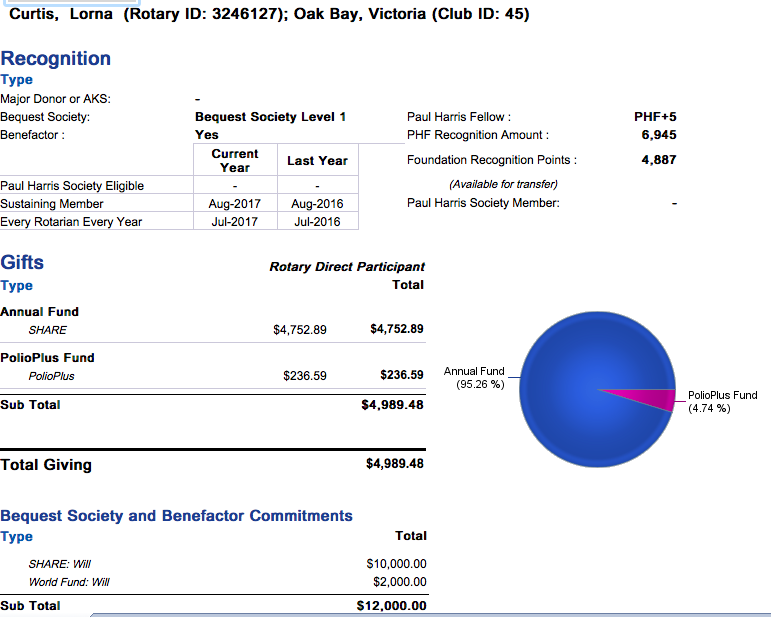 Curtis, Lorna (Rotary ID: 3246127); Oak Bay, Victoria (Club ID: 45)
Recognition
Type
Major Donor or AKS: -
Bequest Society: Bequest Society Level 1 Paul Harris Fellow : PHF+5
Benefactor : Yes PHF Recognition Amount : 6,945
Current Year Last Year Foundation Recognition Points : 4,887
Paul Harris Society Eligible - - (Available for transfer)
Sustaining Member Aug-2017 Aug-2016 Paul Harris Society Member: -
Every Rotarian Every Year Jul-2017 Jul-2016
Gifts Rotary Direct Participant
Type Total
Annual Fund
SHARE $4,752.89 $4,752.89
PolioPlus Fund
PolioPlus $236.59 $236.59
Sub Total $4,989.48
Total Giving $4,989.48
Annual Fund
(95.26 %)
PolioPlus Fund
(4.74 %)
Bequest Society and Benefactor Commitments
Type Total
SHARE: Will $10,000.00
World Fund: Will $2,000.00
Sub Total $12,000.00